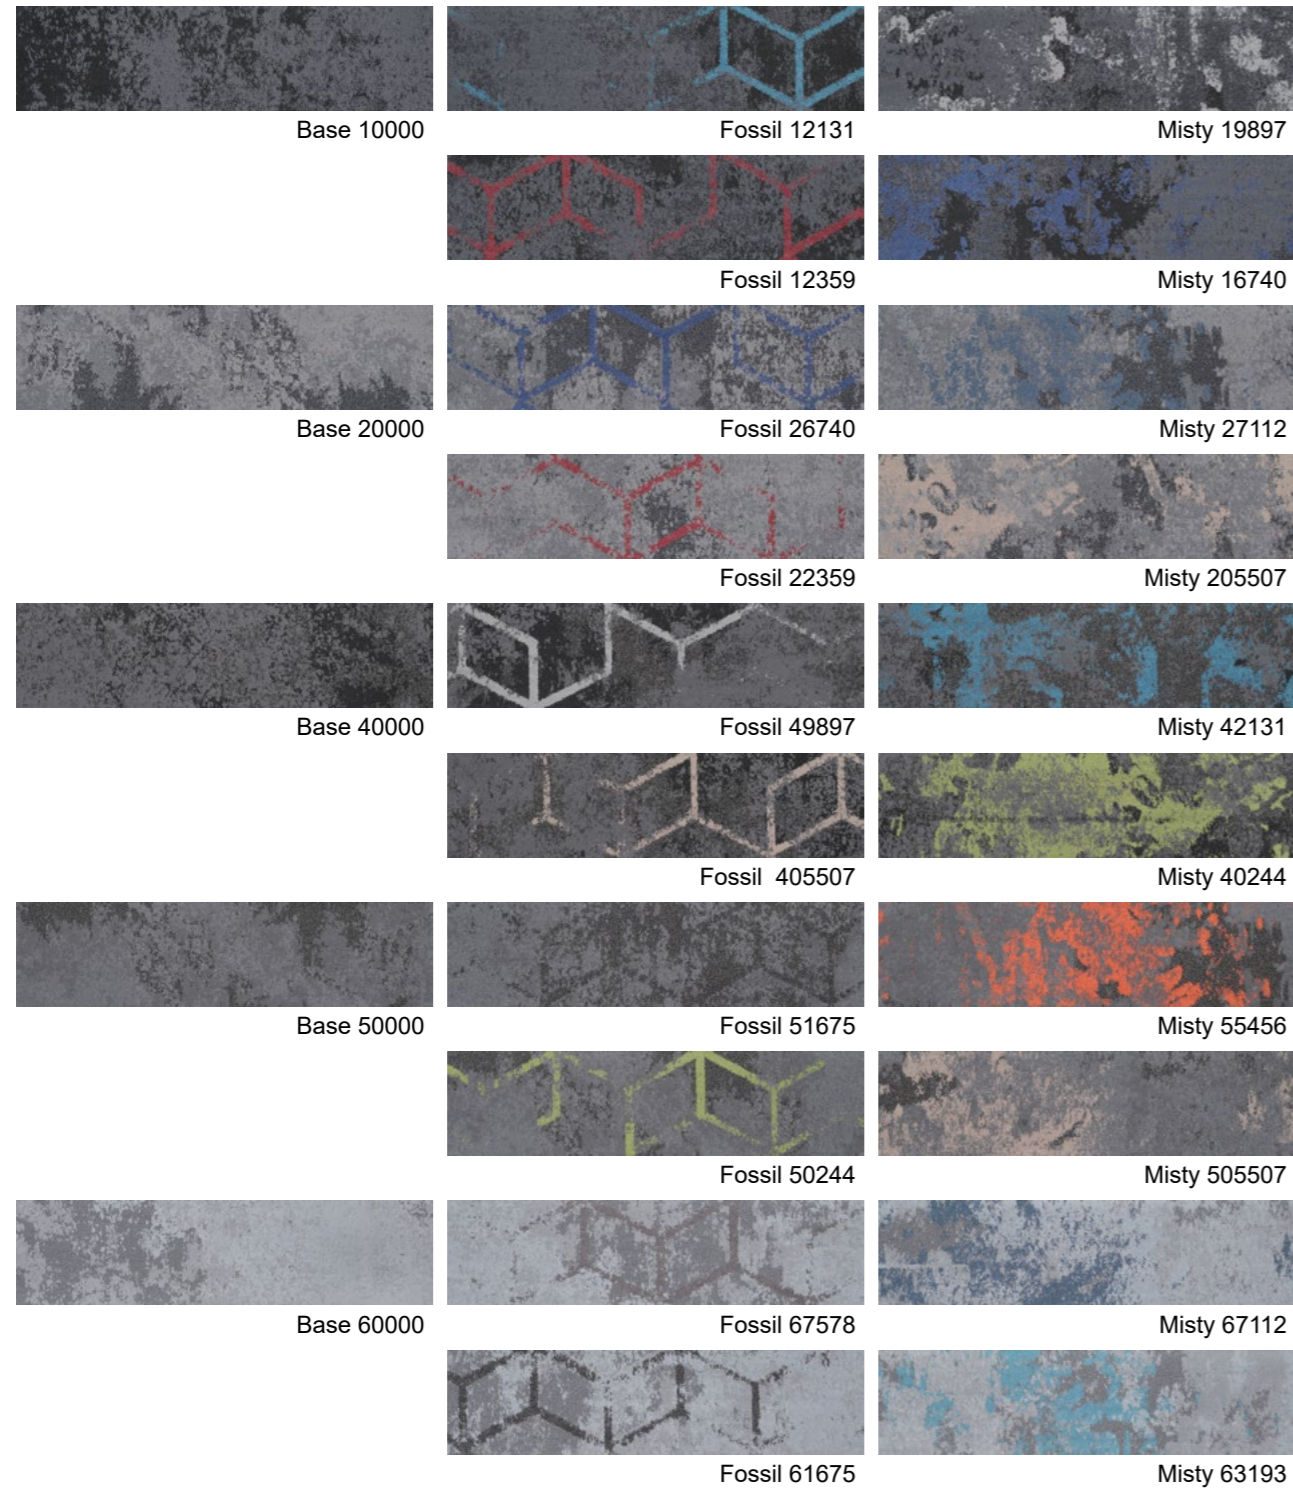 Base 10000
Fossil 12131
Misty 19897
Fossil 12359
Misty 16740
Base 20000
Fossil 26740
Misty 27112
Fossil 22359
Misty 205507
Base 40000
Fossil 49897
Misty 42131
Fossil  405507
Misty 40244
Base 50000
Fossil 51675
Misty 55456
Fossil 50244
Misty 505507
Base 60000
Fossil 67578
Misty 67112
Fossil 61675
Misty 63193